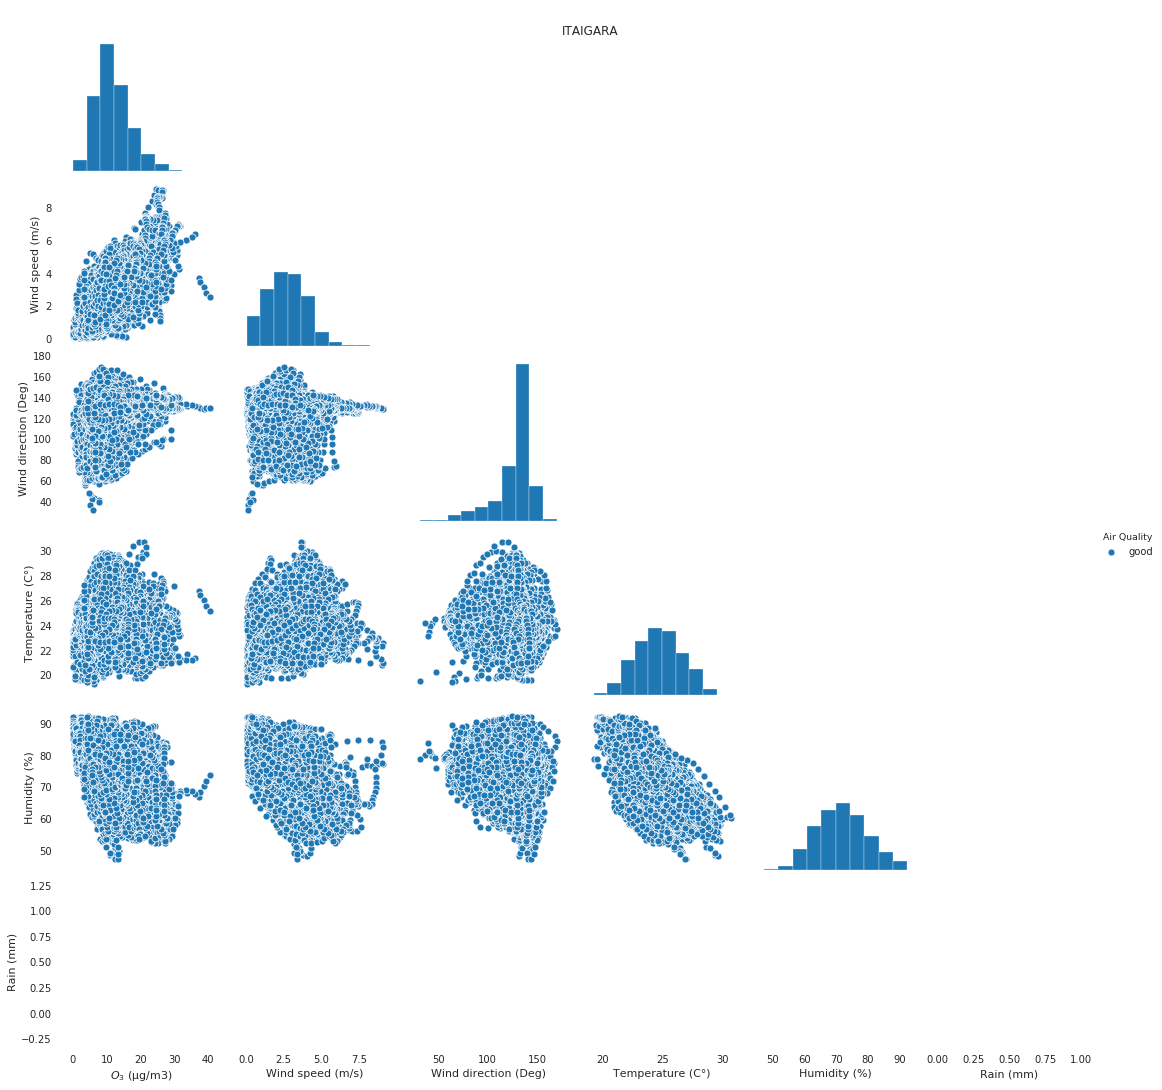 ITAIGARA
8
6
4
2
0
Wind speed (m/s)
180
160
140
120
100
80
60
40
Wind direction (Deg)
30
28
26
24
22
20
Temperature (C°)
Air Quality
good
90
80
70
60
50
Humidity (%)
1.25
1.00
0.75
0.50
0.25
0.00
−0.25
Rain (mm)
0 10 20 30 40
0.0 2.5 5.0 7.5
50 100 150
20 25 30
50 60 70 80 90
0.00 0.25 0.50 0.75 1.00
O₃ (µg/m3)
Wind speed (m/s)
Wind direction (Deg)
Temperature (C°)
Humidity (%)
Rain (mm)